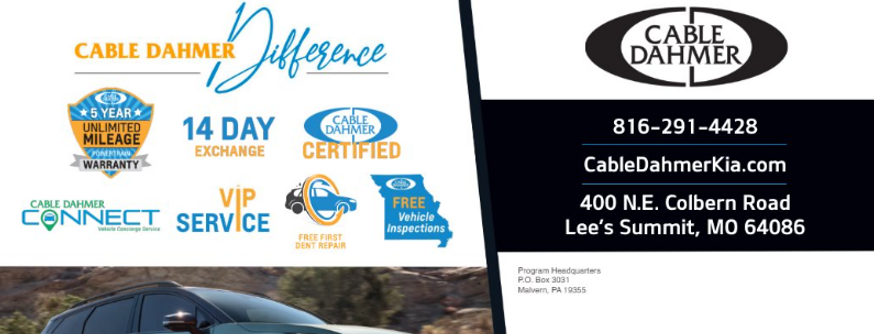 CABLE DAHMER Difference
5 YEAR
UNLIMITED
MILEAGE
POWERTRAIN
WARRANTY
14 DAY
EXCHANGE
CABLE
DAHMER
CERTIFIED
CABLE DAHMER
CONNECT
Vehicle Concierge Service
VIP
SERVICE
FREE FIRST
DENT REPAIR
FREE
Vehicle
Inspections
CABLE
DAHMER
816-291-4428
CableDahmerKia.com
400 N.E. Colbern Road
Lee's Summit, MO 64086
Program Headquarters
P.O. Box 3031
Malvern, PA 19355